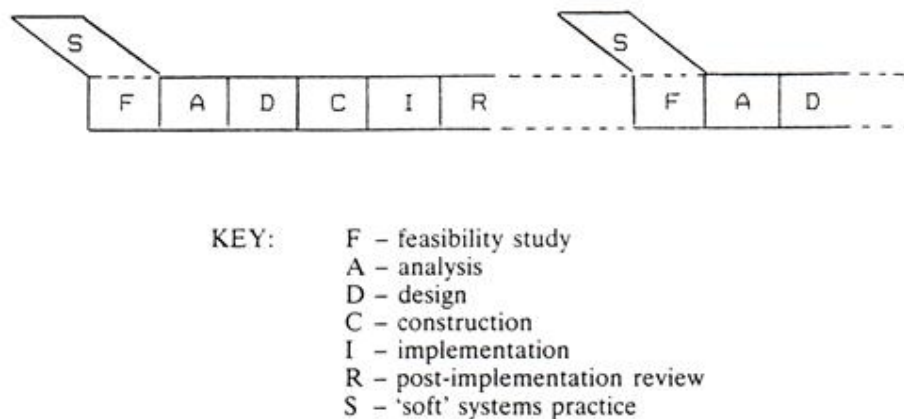 S
S
F A D C I R
F A D
KEY: F – feasibility study
A – analysis
D – design
C – construction
I – implementation
R – post-implementation review
S – 'soft' systems practice